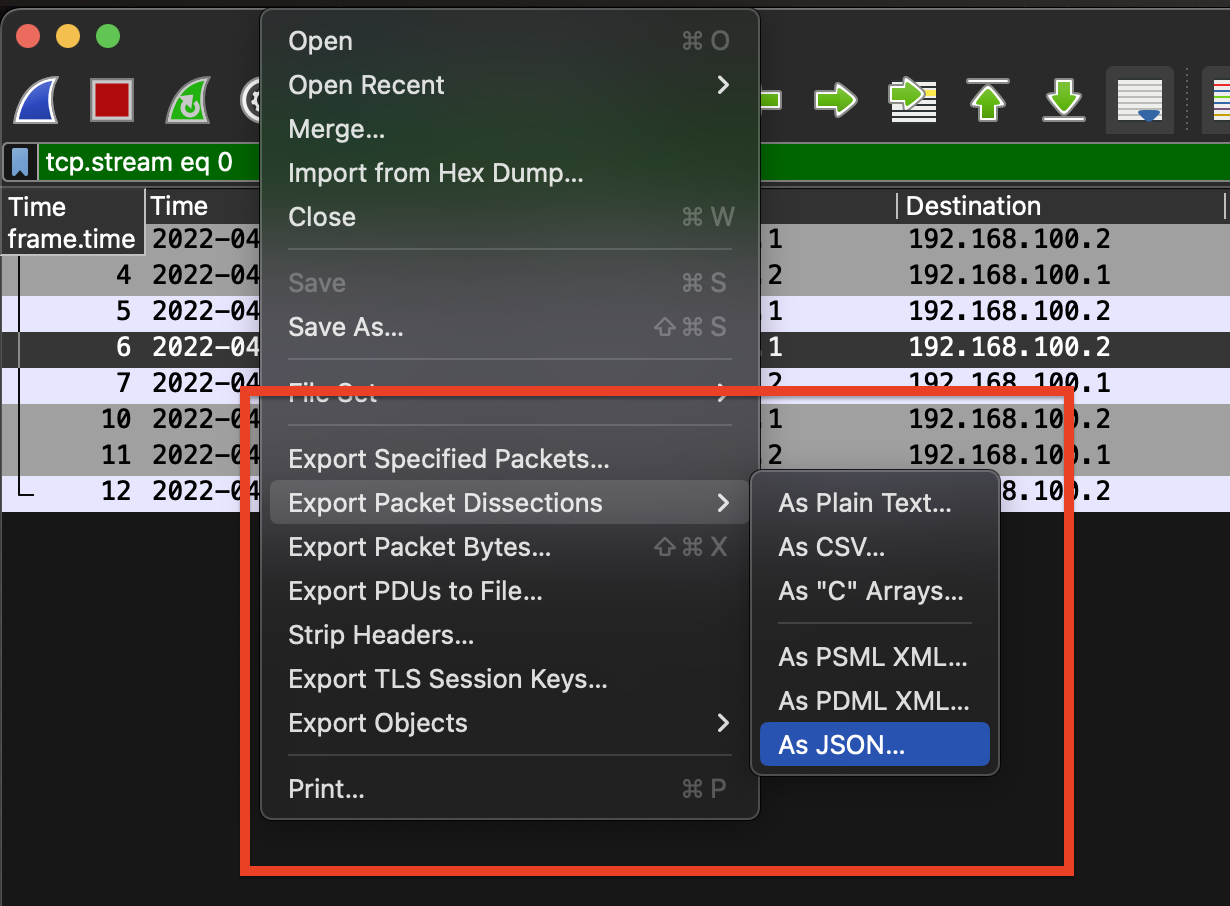 Open ⌘ O
Open Recent
Merge...
Import from Hex Dump...
Close ⌘ W
Save ⌘ S
Save As... ⇧ ⌘ S
File Set
Export Specified Packets...
Export Packet Dissections
Export Packet Bytes... ⇧ ⌘ X
Export PDUs to File...
Strip Headers...
Export TLS Session Keys...
Export Objects
Print... ⌘ P
As Plain Text...
As CSV...
As "C" Arrays...
As PSML XML...
As PDML XML...
As JSON...
tcp.stream eq 0
Time Time Destination
frame.time 2022-04 .1 192.168.100.2
4 2022-04 .2 192.168.100.1
5 2022-04 .1 192.168.100.2
6 2022-04 .1 192.168.100.2
7 2022-04 .2 192.168.100.1
10 2022-04 .1 192.168.100.2
11 2022-04 .2 192.168.100.1
12 2022-04 8.100.2